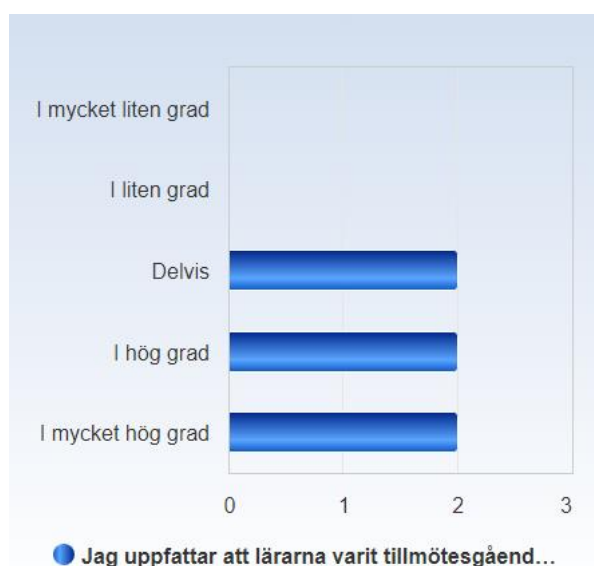 I mycket liten grad
I liten grad
Delvis
I hög grad
I mycket hög grad
0 1 2 3
Jag uppfattar att lärarna varit tillmötesgåend…